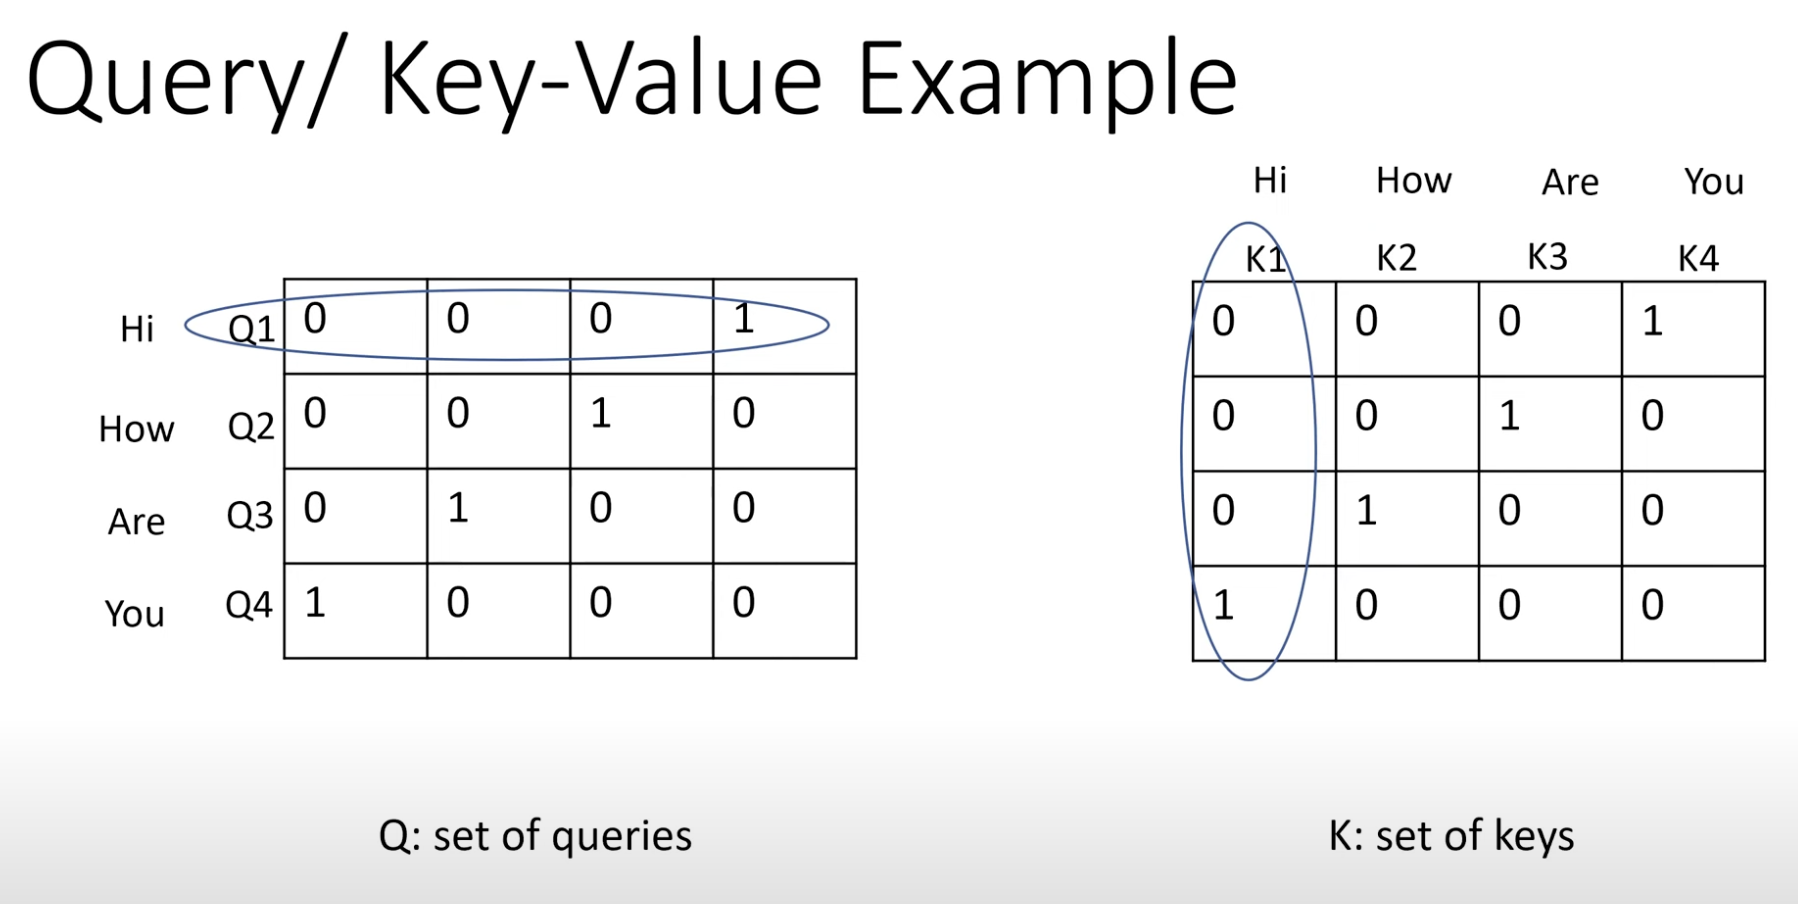 Query/ Key-Value Example
Hi How Are You
K1 K2 K3 K4
Hi Q1 0 0 0 1
How Q2 0 0 1 0
Are Q3 0 1 0 0
You Q4 1 0 0 0
0 0 0 1
0 0 1 0
0 1 0 0
1 0 0 0
Q: set of queries
K: set of keys